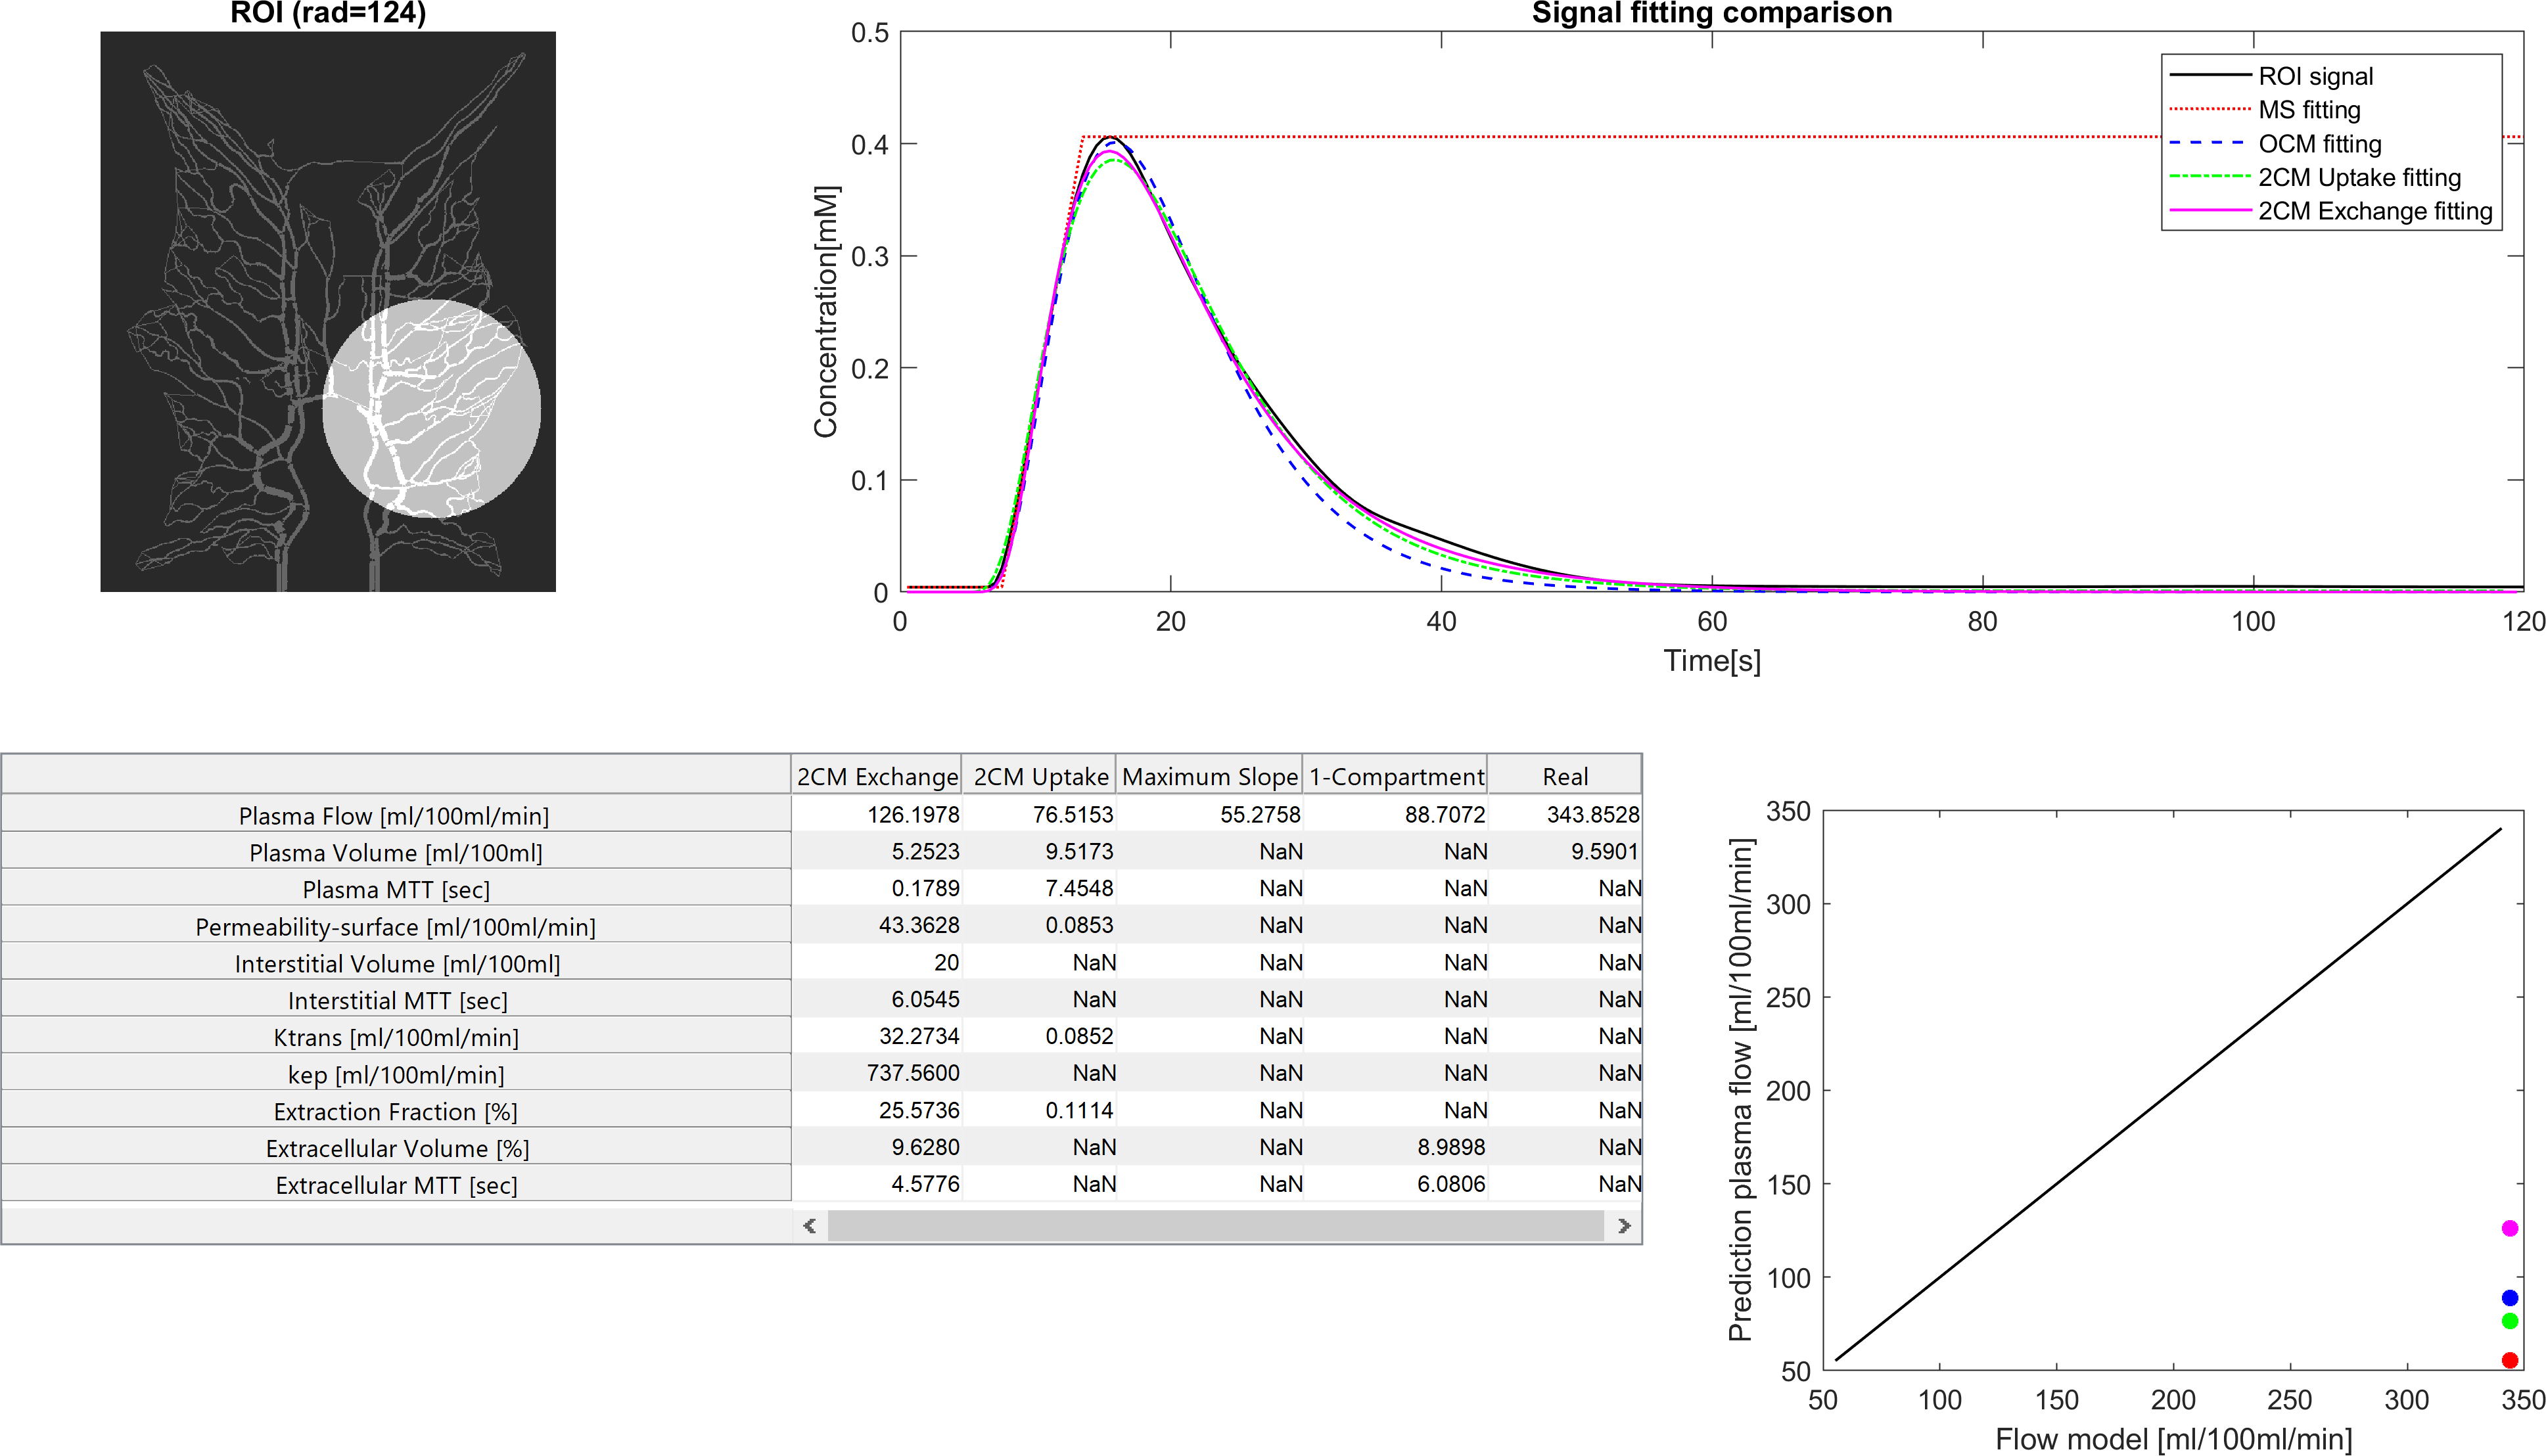 ROI (rad=124)
Signal fitting comparison
Concentration[mM]
0.5
0.4
0.3
0.2
0.1
0
0 20 40 60 80 100 120
Time[s]
ROI signal
MS fitting
OCM fitting
2CM Uptake fitting
2CM Exchange fitting
2CM Exchange 2CM Uptake Maximum Slope 1-Compartment Real
Plasma Flow [ml/100ml/min] 126.1978 76.5153 55.2758 88.7072 343.8528
Plasma Volume [ml/100ml] 5.2523 9.5173 NaN NaN 9.5901
Plasma MTT [sec] 0.1789 7.4548 NaN NaN NaN
Permeability-surface [ml/100ml/min] 43.3628 0.0853 NaN NaN NaN
Interstitial Volume [ml/100ml] 20 NaN NaN NaN NaN
Interstitial MTT [sec] 6.0545 NaN NaN NaN NaN
Ktrans [ml/100ml/min] 32.2734 0.0852 NaN NaN NaN
kep [ml/100ml/min] 737.5600 NaN NaN NaN NaN
Extraction Fraction [%] 25.5736 0.1114 NaN NaN NaN
Extracellular Volume [%] 9.6280 NaN NaN 8.9898 NaN
Extracellular MTT [sec] 4.5776 NaN NaN 6.0806 NaN
Prediction plasma flow [ml/100ml/min]
350
300
250
200
150
100
50
50 100 150 200 250 300 350
Flow model [ml/100ml/min]